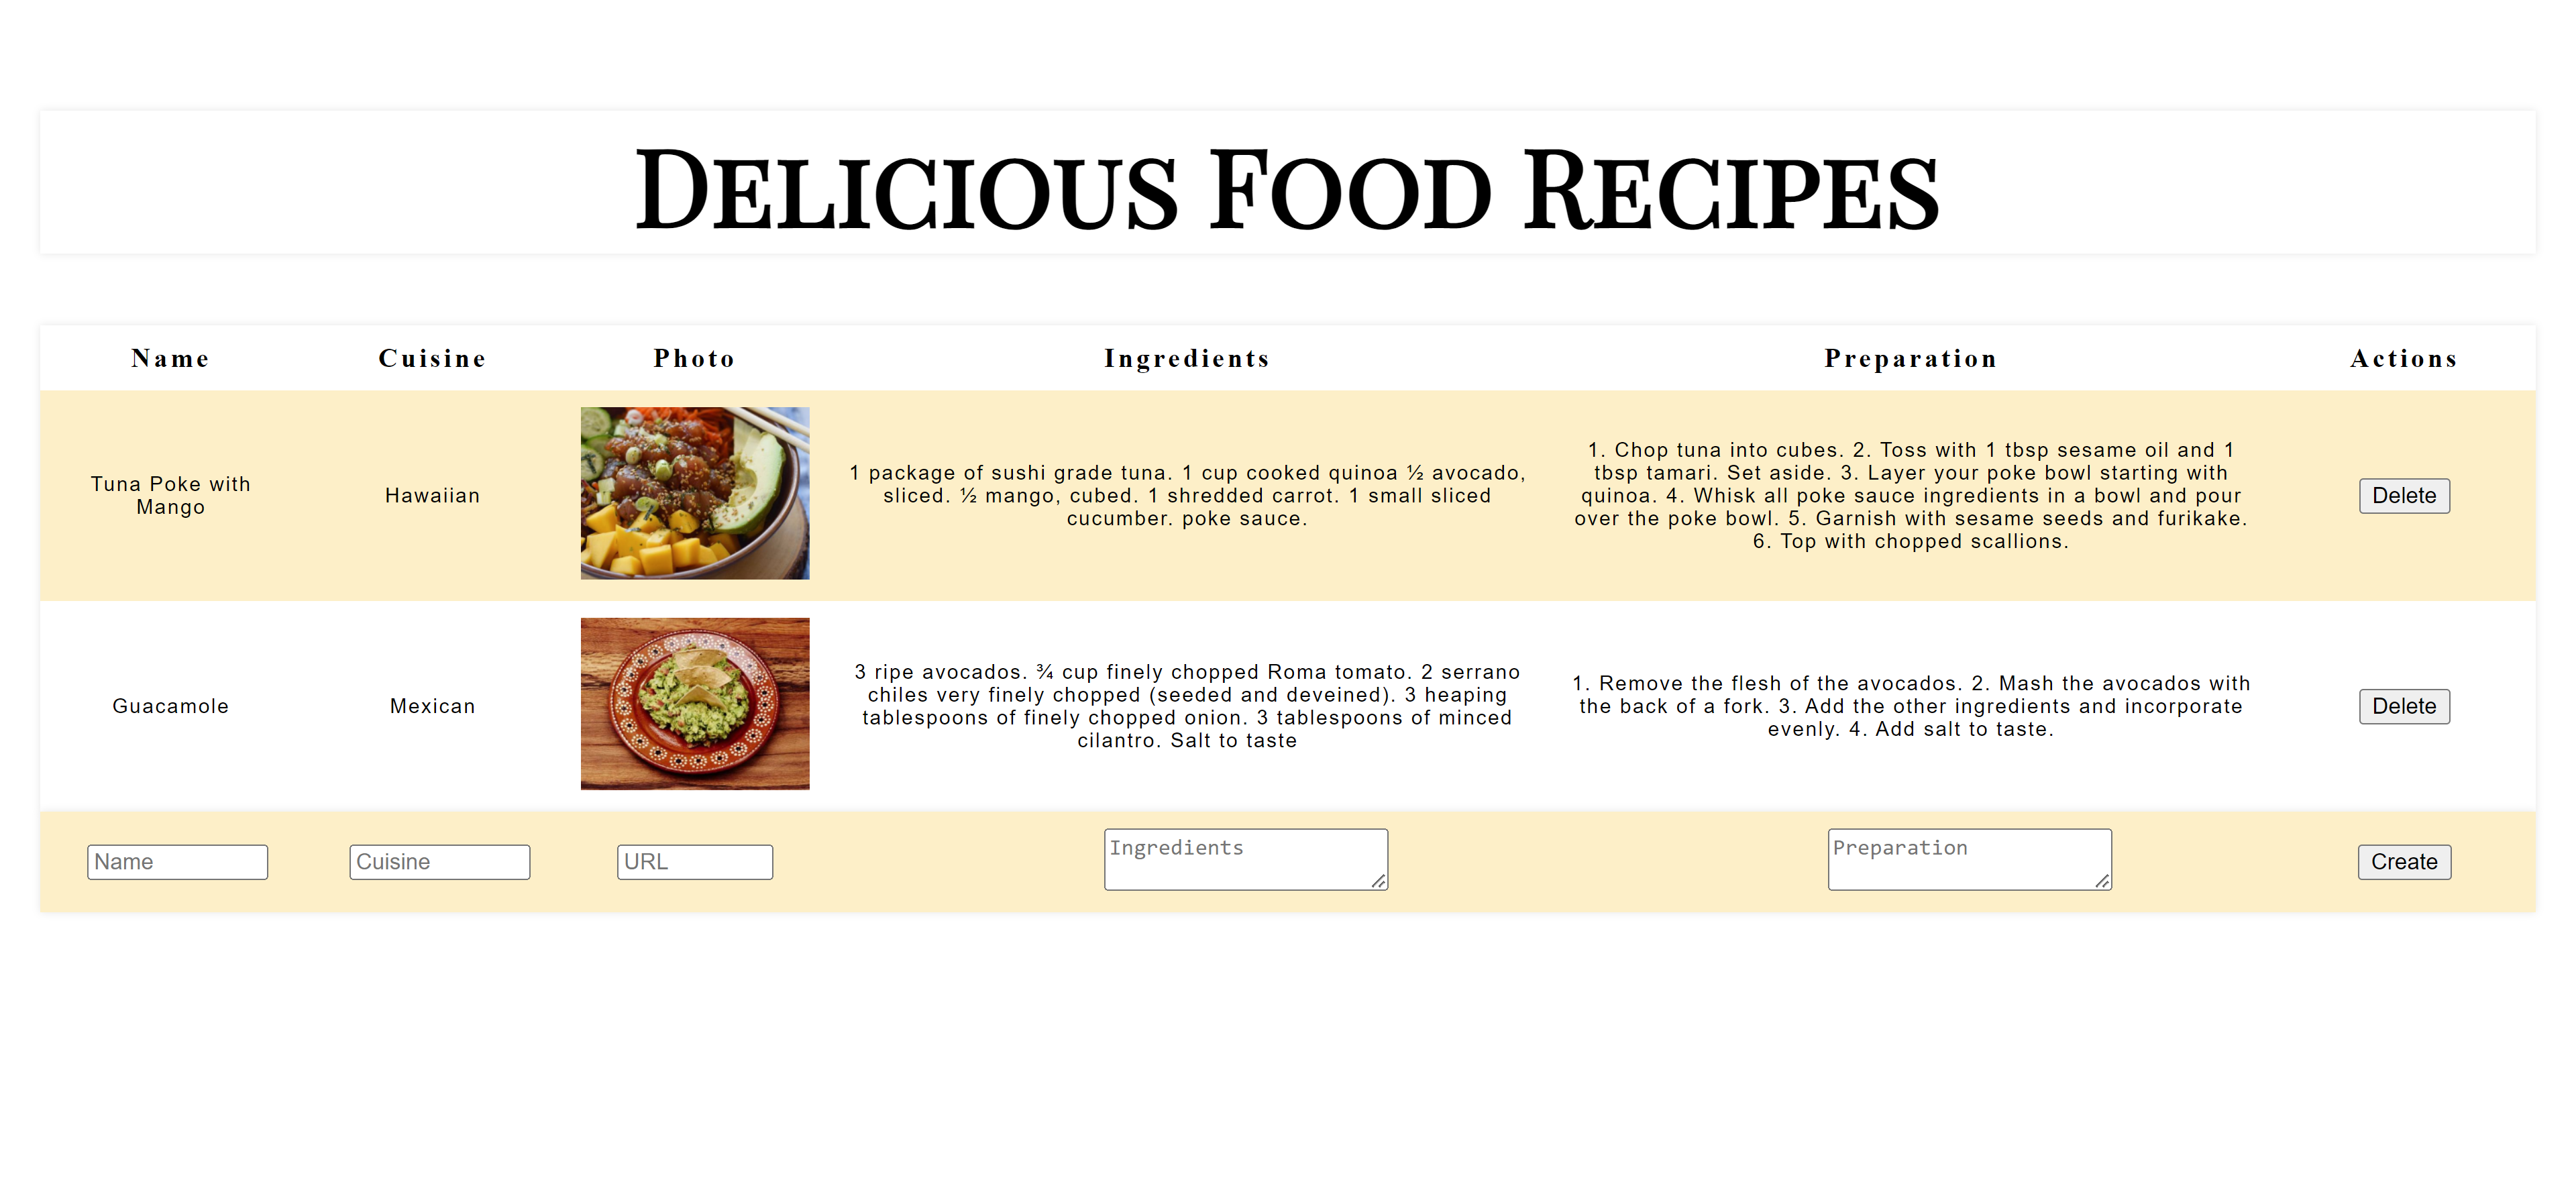 Delicious Food Recipes
Name Cuisine Photo Ingredients Preparation Actions
Tuna Poke with
Mango
Hawaiian
1 package of sushi grade tuna. 1 cup cooked quinoa ½ avocado,
sliced. ½ mango, cubed. 1 shredded carrot. 1 small sliced
cucumber. poke sauce.
1. Chop tuna into cubes. 2. Toss with 1 tbsp sesame oil and 1
tbsp tamari. Set aside. 3. Layer your poke bowl starting with
quinoa. 4. Whisk all poke sauce ingredients in a bowl and pour
over the poke bowl. 5. Garnish with sesame seeds and furikake.
6. Top with chopped scallions.
Delete
Guacamole
Mexican
3 ripe avocados. ¾ cup finely chopped Roma tomato. 2 serrano
chiles very finely chopped (seeded and deveined). 3 heaping
tablespoons of finely chopped onion. 3 tablespoons of minced
cilantro. Salt to taste
1. Remove the flesh of the avocados. 2. Mash the avocados with
the back of a fork. 3. Add the other ingredients and incorporate
evenly. 4. Add salt to taste.
Delete
Name Cuisine URL Ingredients Preparation Create